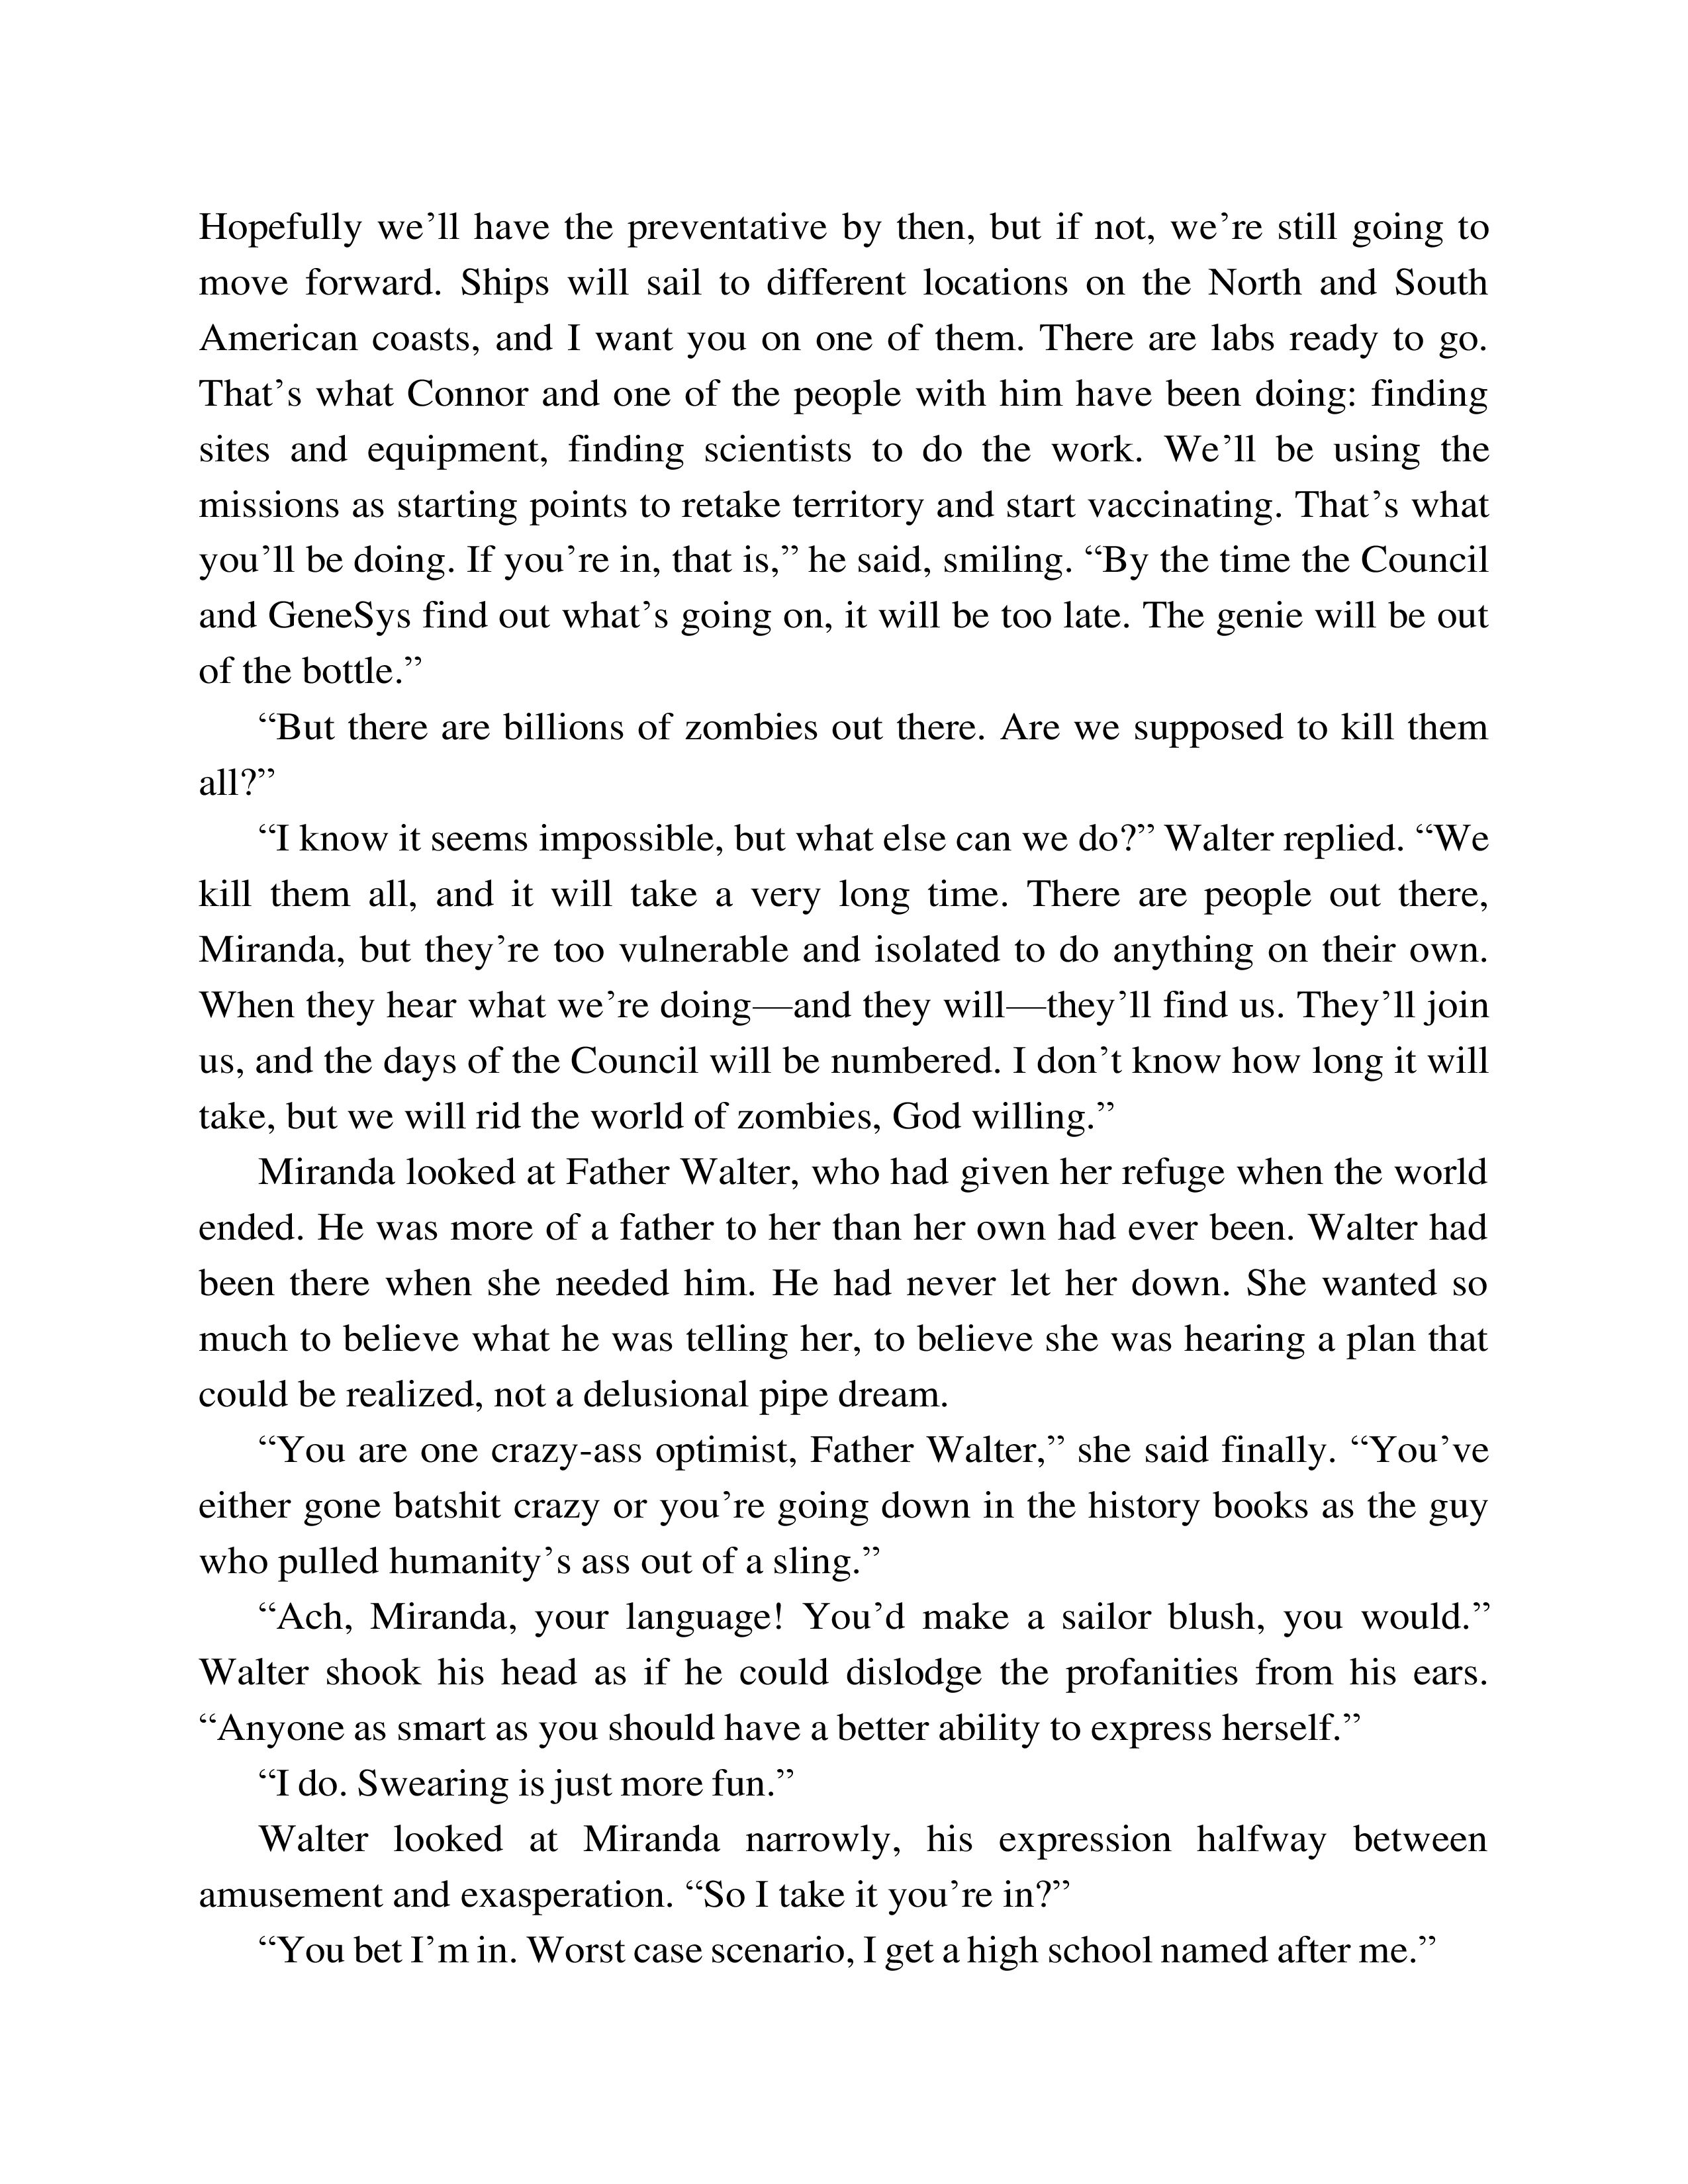 Hopefully we’ll have the preventative by then, but if not, we’re still going to
move forward. Ships will sail to different locations on the North and South
American coasts, and I want you on one of them. There are labs ready to go.
That’s what Connor and one of the people with him have been doing: finding
sites and equipment, finding scientists to do the work. We’ll be using the
missions as starting points to retake territory and start vaccinating. That’s what
you’ll be doing. If you’re in, that is,” he said, smiling. “By the time the Council
and GeneSys find out what’s going on, it will be too late. The genie will be out
of the bottle.”
“But there are billions of zombies out there. Are we supposed to kill them
all?”
“I know it seems impossible, but what else can we do?” Walter replied. “We
kill them all, and it will take a very long time. There are people out there,
Miranda, but they’re too vulnerable and isolated to do anything on their own.
When they hear what we’re doing—and they will—they’ll find us. They’ll join
us, and the days of the Council will be numbered. I don’t know how long it will
take, but we will rid the world of zombies, God willing.”
Miranda looked at Father Walter, who had given her refuge when the world
ended. He was more of a father to her than her own had ever been. Walter had
been there when she needed him. He had never let her down. She wanted so
much to believe what he was telling her, to believe she was hearing a plan that
could be realized, not a delusional pipe dream.
“You are one crazy-ass optimist, Father Walter,” she said finally. “You’ve
either gone batshit crazy or you’re going down in the history books as the guy
who pulled humanity’s ass out of a sling.”
“Ach, Miranda, your language! You’d make a sailor blush, you would.”
Walter shook his head as if he could dislodge the profanities from his ears.
“Anyone as smart as you should have a better ability to express herself.”
“I do. Swearing is just more fun.”
Walter looked at Miranda narrowly, his expression halfway between
amusement and exasperation. “So I take it you’re in?”
“You bet I’m in. Worst case scenario, I get a high school named after me.”